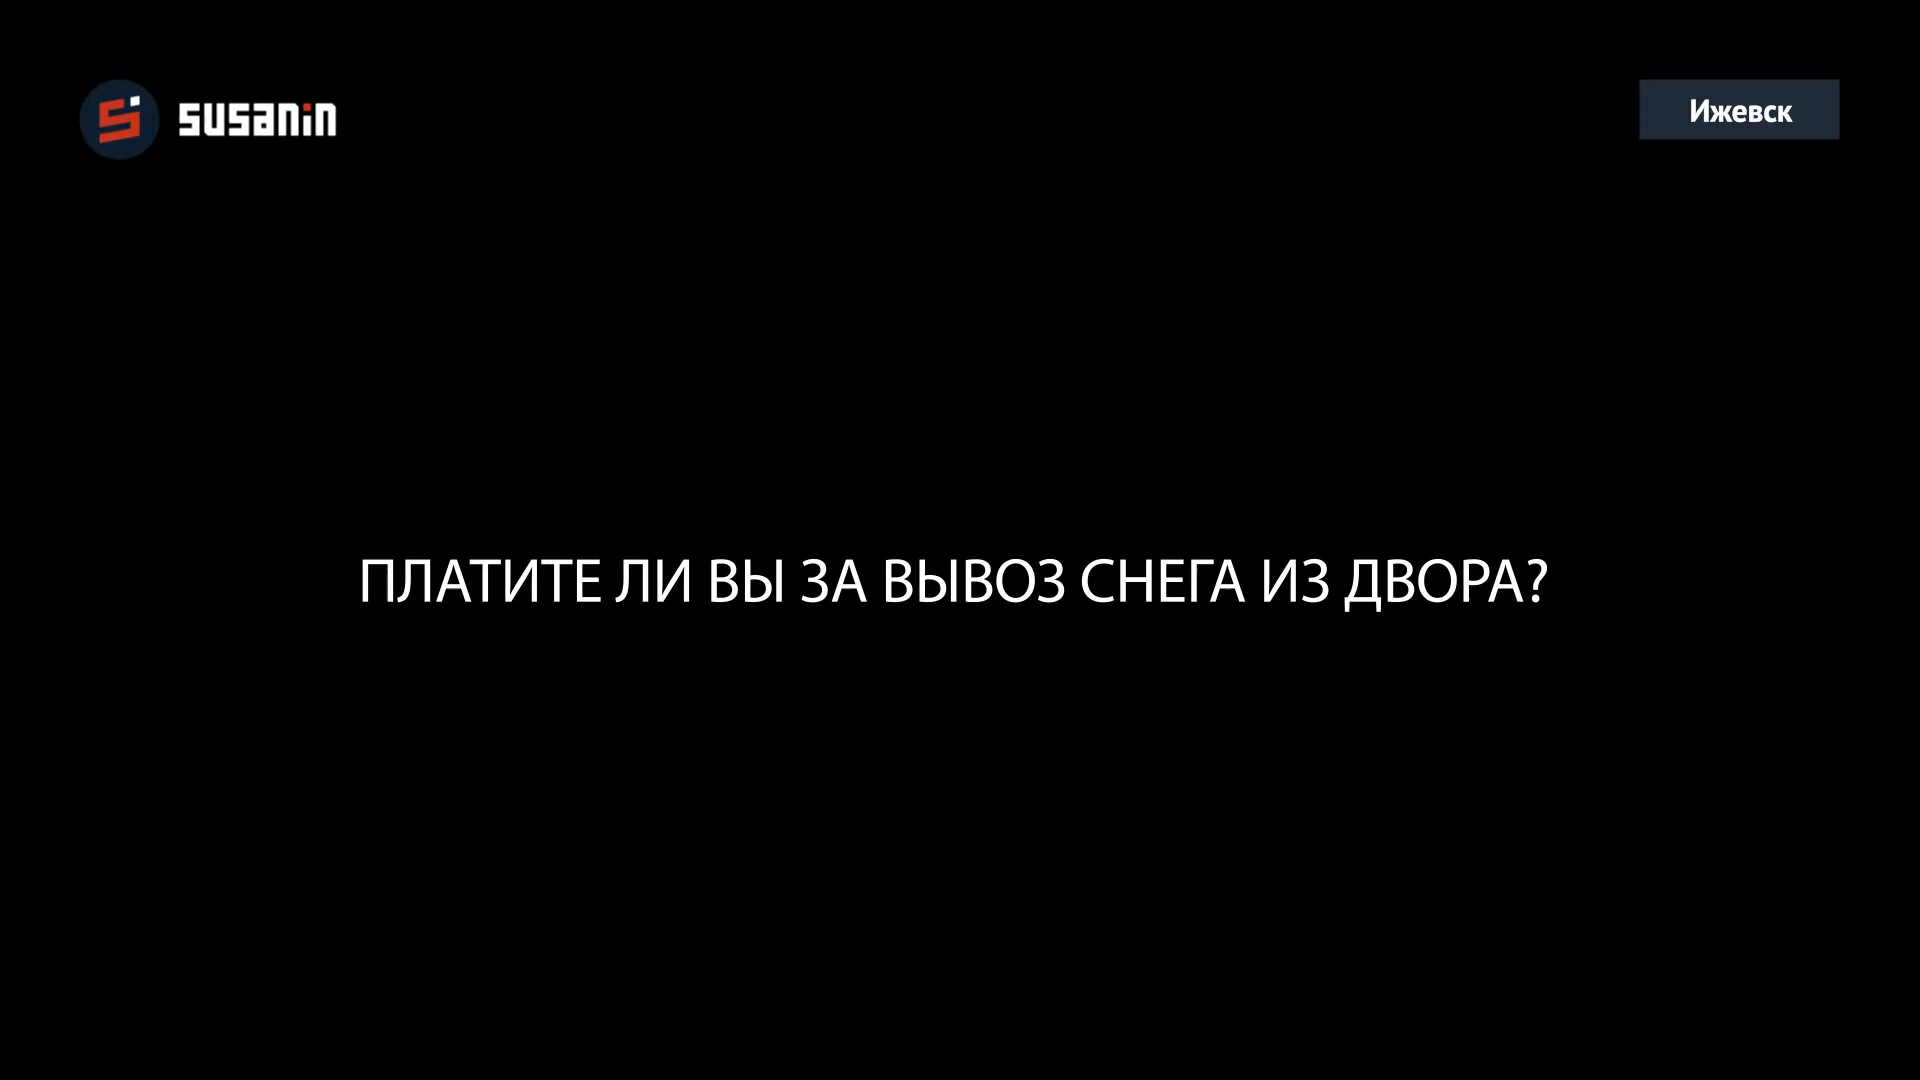 susanin
Ижевск
ПЛАТИТЕ ЛИ ВЫ ЗА ВЫВОЗ СНЕГА ИЗ ДВОРА?